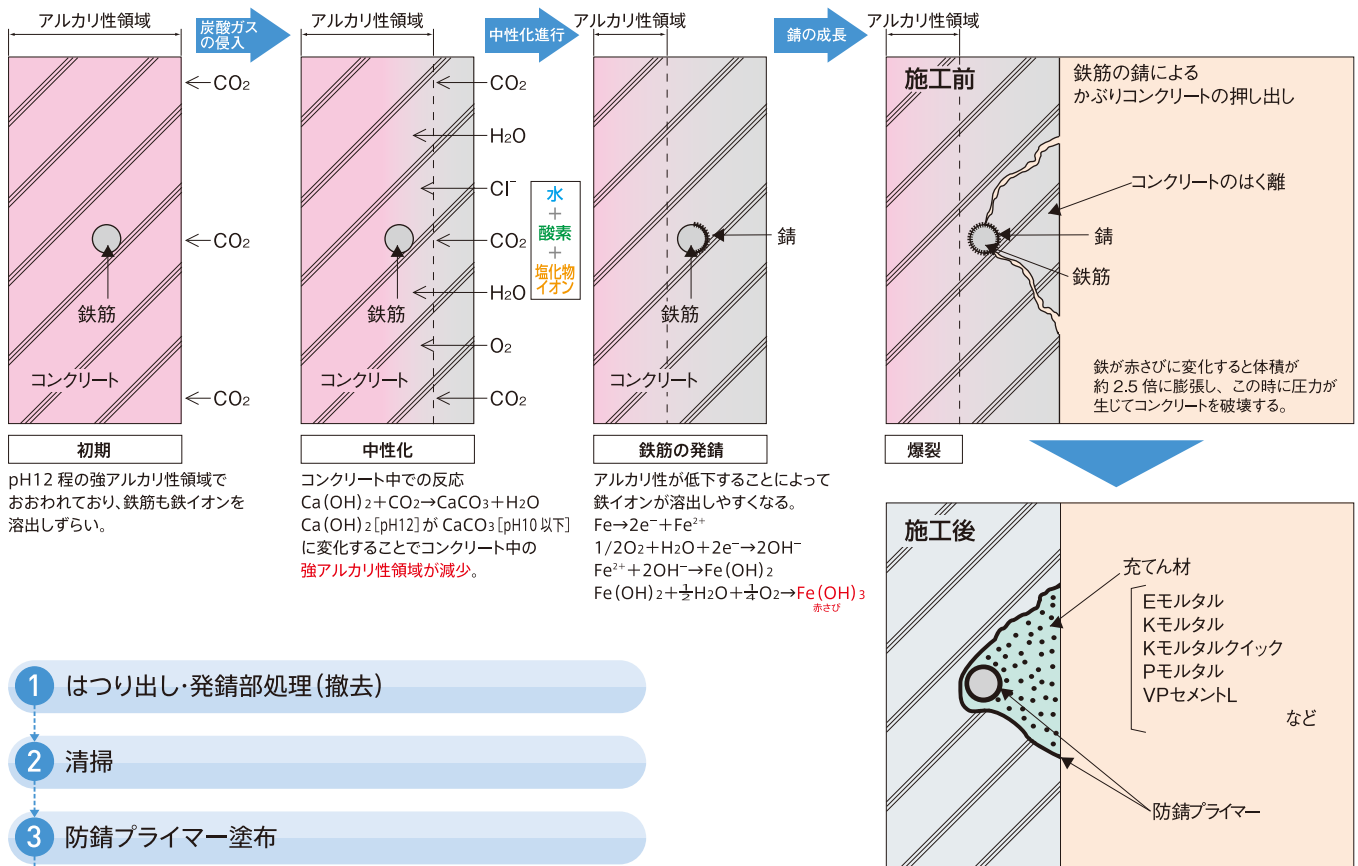 アルカリ性領域
炭酸ガス
の侵入
アルカリ性領域
中性化進行
アルカリ性領域
錆の成長
アルカリ性領域
←CO₂
←CO₂
←CO₂
鉄筋
コンクリート
初期
pH12 程の強アルカリ性領域で
おおわれており、鉄筋も鉄イオンを
溶出しずらい。
CO₂
H₂O
Cl⁻
CO₂
H₂O
O₂
CO₂
鉄筋
コンクリート
水
+
酸素
+
塩化物
イオン
中性化
コンクリート中での反応
Ca(OH)₂+CO₂→CaCO₃+H₂O
Ca(OH)₂[pH12]が CaCO₃[pH10 以下]
に変化することでコンクリート中の
強アルカリ性領域が減少。
錆
鉄筋
コンクリート
鉄筋の発錆
アルカリ性が低下することによって
鉄イオンが溶出しやすくなる。
Fe→2e⁻+Fe²⁺
1/2O₂+H₂O+2e⁻→2OH⁻
Fe²⁺+2OH⁻→Fe(OH)₂
Fe(OH)₂+½H₂O+¼O₂→Fe(OH)₃
赤さび
施工前
鉄筋の錆による
かぶりコンクリートの押し出し
コンクリートのはく離
錆
鉄筋
鉄が赤さびに変化すると体積が
約 2.5 倍に膨張し、この時に圧力が
生じてコンクリートを破壊する。
爆裂
施工後
充てん材
Eモルタル
Kモルタル
Kモルタルクイック
Pモルタル
VPセメントL
など
防錆プライマー
1 はつり出し・発錆部処理(撤去)
2 清掃
3 防錆プライマー塗布